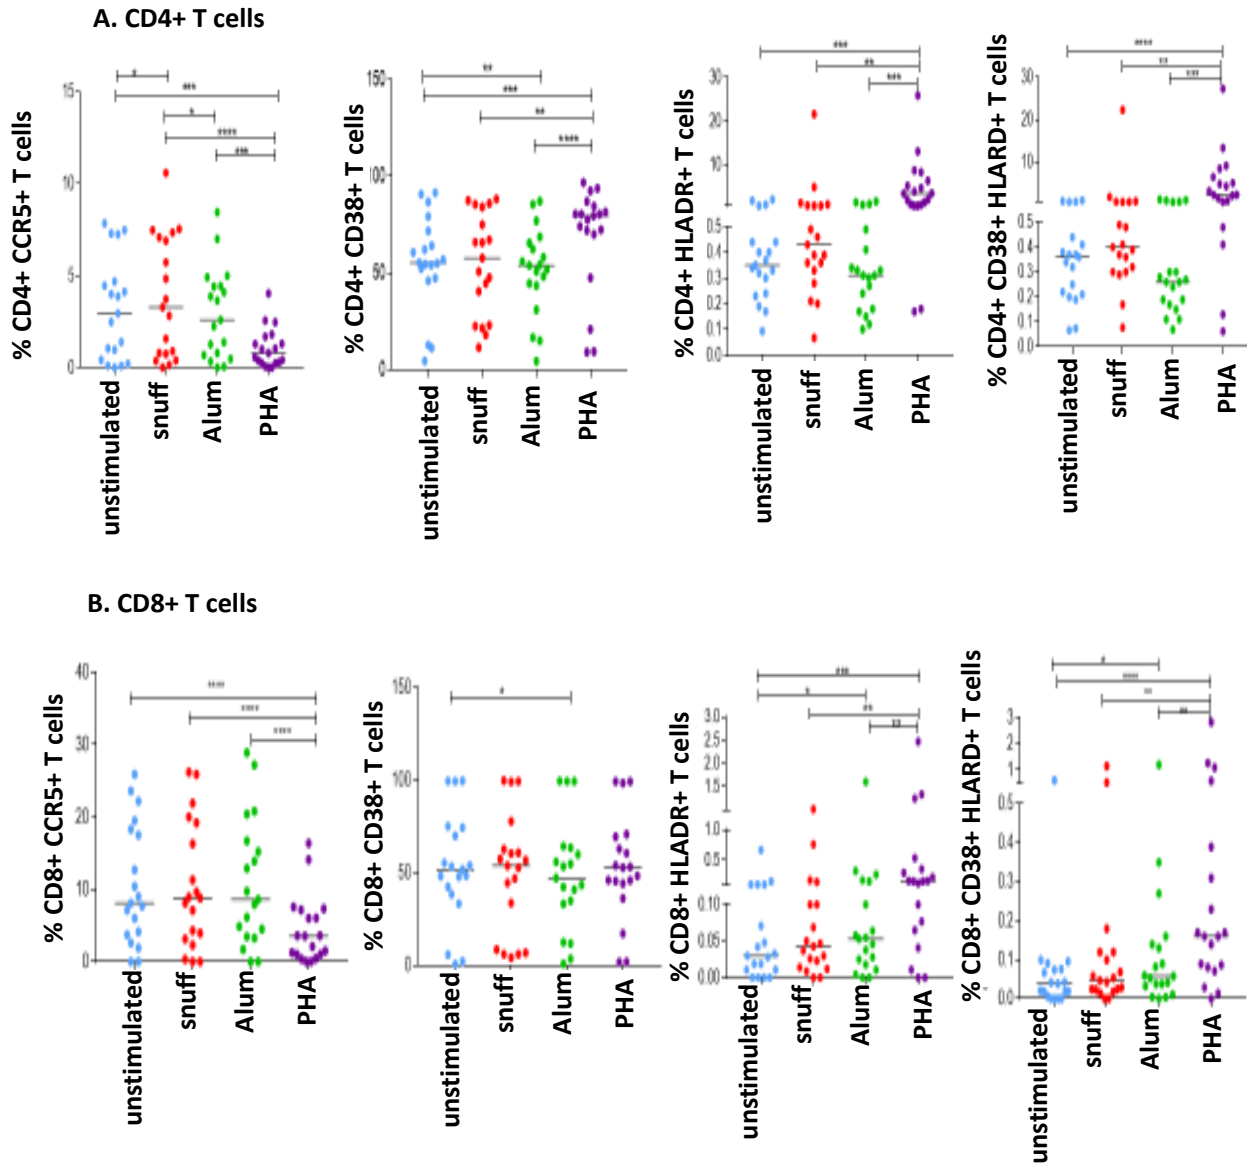 A. CD4+ T cells
% CD4+ CCR5+ T cells
15
10
5
0
*
***
*
****
***
unstimulated
snuff
Alum
PHA
% CD4+ CD38+ T cells
150
100
50
0
**
***
**
****
unstimulated
snuff
Alum
PHA
% CD4+ HLADR+ T cells
30
20
10
0.5
0.4
0.3
0.2
0.1
0.0
***
**
***
unstimulated
snuff
Alum
PHA
% CD4+ CD38+ HLARD+ T cells
30
20
10
0.5
0.4
0.3
0.2
0.1
0.0
****
**
***
unstimulated
snuff
Alum
PHA
B. CD8+ T cells
% CD8+ CCR5+ T cells
40
30
20
10
0
****
****
****
unstimulated
snuff
Alum
PHA
% CD8+ CD38+ T cells
150
100
50
0
*
unstimulated
snuff
Alum
PHA
% CD8+ HLADR+ T cells
3.0
2.5
2.0
1.5
1.0
0.5
0.10
0.05
0.00
***
*
**
**
unstimulated
snuff
Alum
PHA
% CD8+ CD38+ HLARD+ T cells
3
2
1
0.5
0.4
0.3
0.2
0.1
0.0
*
****
**
**
unstimulated
snuff
Alum
PHA